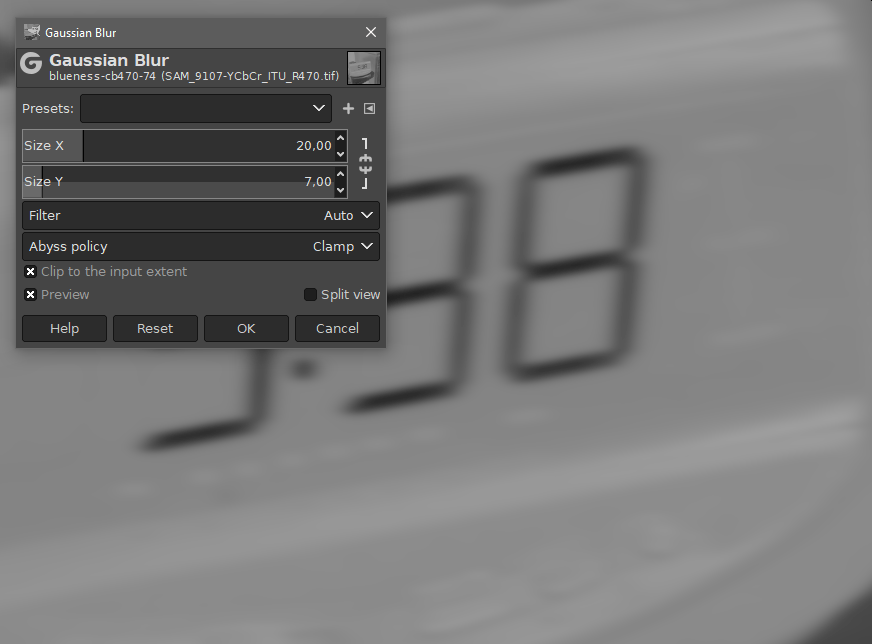 Gaussian Blur
Gaussian Blur
blueness-cb470-74 (SAM_9107-YCbCr_ITU_R470.tif)
Presets:
Size X 20,00
Size Y 7,00
Filter Auto
Abyss policy Clamp
Clip to the input extent
Preview Split view
Help Reset OK Cancel
38